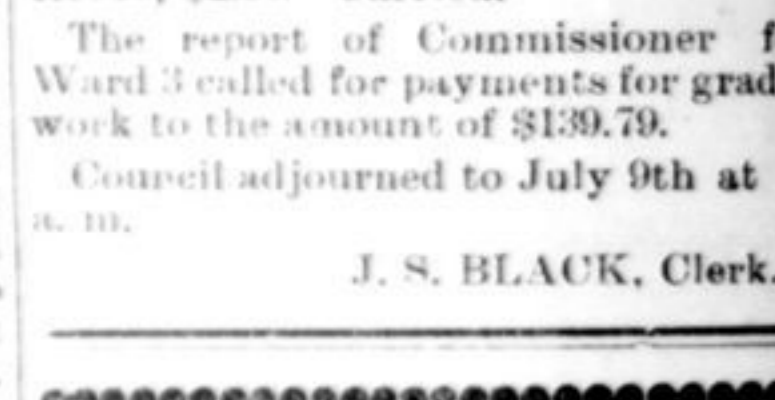 The report of Commissioner f
Ward 3 called for payments for grad
work to the amount of $139.79.
Council adjourned to July 9th at
a. m.
J. S. BLACK, Clerk.